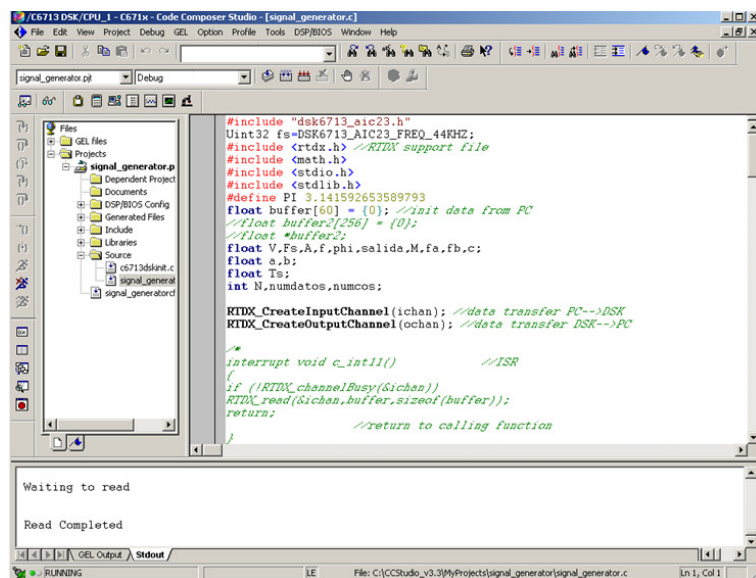 /C6713 DSK/CPU_1 - C671x - Code Composer Studio - [signal_generator.c]
File Edit View Project Debug GEL Option Profile Tools DSP/BIOS Window Help
signal_generator.pjt Debug
Files
GEL files
Projects
signal_generator.p
Dependent Project
Documents
DSP/BIOS Config
Generated Files
Include
Libraries
Source
c6713dskinit.c
signal_generat
signal_generatorcf
#include "dsk6713_aic23.h"
Uint32 fs=DSK6713_AIC23_FREQ_44KHZ;
#include <rtdx.h> //RTDX support file
#include <math.h>
#include <stdio.h>
#include <stdlib.h>
#define PI 3.141592653589793
float buffer[60] = {0}; //init data from PC
//float buffer2[256] = {0};
//float *buffer2;
float V,Fs,A,f,phi,salida,M,fa,fb,c;
float a,b;
float Ts;
int N,numdatos,numcos;
RTDX_CreateInputChannel(ichan); //data transfer PC-->DSK
RTDX_CreateOutputChannel(ochan); //data transfer DSK-->PC
/*
interrupt void c_int11() //ISR
{
if (!RTDX_channelBusy(&ichan))
RTDX_read(&ichan,buffer,sizeof(buffer));
return;
//return to calling function
}
Waiting to read
Read Completed
GEL Output Stdout
RUNNING LE File: C:\CCStudio_v3.3\MyProjects\signal_generator\signal_generator.c Ln 1, Col 1